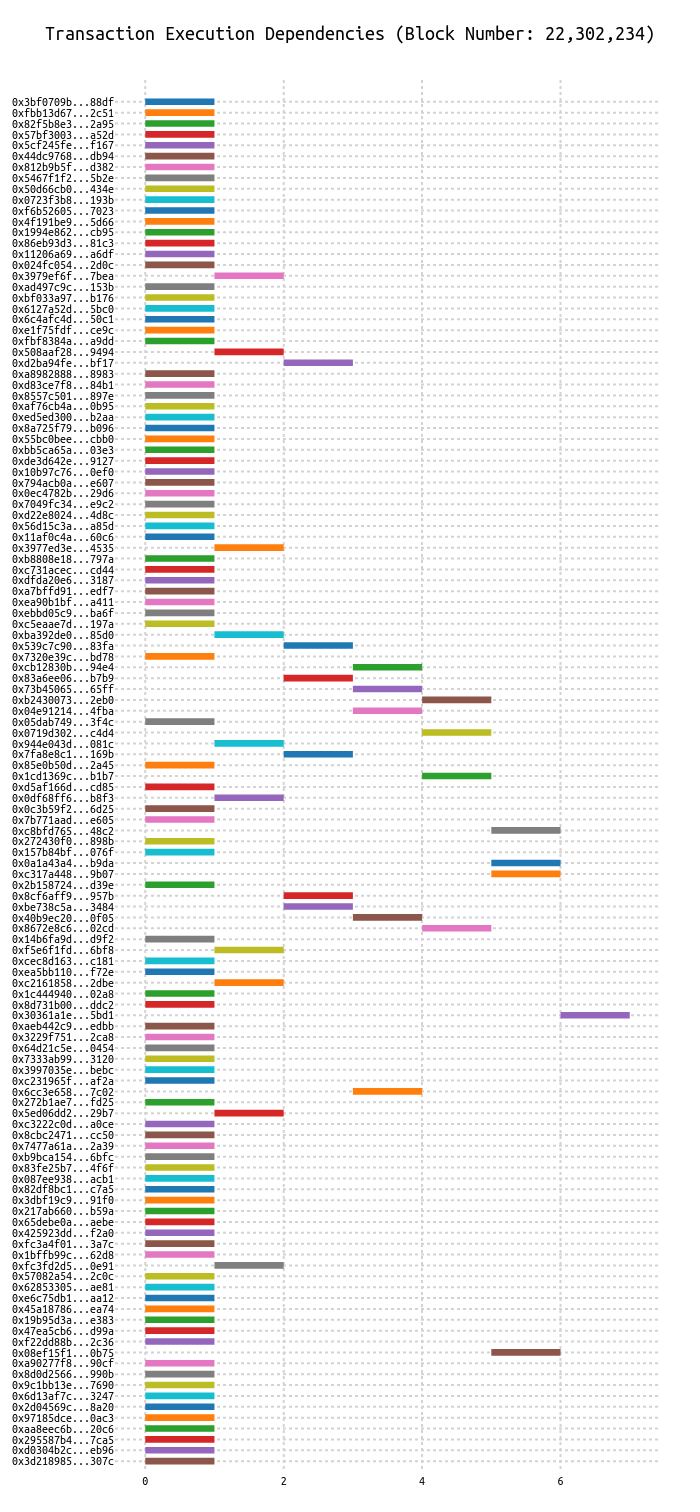 Transaction Execution Dependencies (Block Number: 22,302,234)
0x3bf0709b...88df
0xfbb13d67...2c51
0x82f5b8e3...2a95
0x57bf3003...a52d
0x5cf245fe...f167
0x44dc9768...db94
0x812b9b5f...d382
0x5467f1f2...5b2e
0x50d66cb0...434e
0x0723f3b8...193b
0xf6b52605...7023
0x4f191be9...5d66
0x1994e862...cb95
0x86eb93d3...81c3
0x11206a69...a6df
0x024fc054...2d0c
0x3979ef6f...7bea
0xad497c9c...153b
0xbf033a97...b176
0x6127a52d...5bc0
0x6c4afc4d...50c1
0xe1f75fdf...ce9c
0xfbf8384a...a9dd
0x508aaf28...9494
0xd2ba94fe...bf17
0xa8982888...8983
0xd83ce7f8...84b1
0x8557c501...897e
0xaf76cb4a...0b95
0xed5ed300...b2aa
0x8a725f79...b096
0x55bc0bee...cbb0
0xbb5ca65a...03e3
0xde3d642e...9127
0x10b97c76...0ef0
0x794acb0a...e607
0x0ec4782b...29d6
0x7049fc34...e9c2
0xd22e8024...4d8c
0x56d15c3a...a85d
0x11af0c4a...60c6
0x3977ed3e...4535
0xb8808e18...797a
0xc731acec...cd44
0xdfda20e6...3187
0xa7bffd91...edf7
0xea90b1bf...a411
0xebbd05c9...ba6f
0xc5eaae7d...197a
0xba392de0...85d0
0x539c7c90...83fa
0x7320e39c...bd78
0xcb12830b...94e4
0x83a6ee06...b7b9
0x73b45065...65ff
0xb2430073...2eb0
0x04e91214...4fba
0x05dab749...3f4c
0x0719d302...c4d4
0x944e043d...081c
0x7fa8e8c1...169b
0x85e0b50d...2a45
0x1cd1369c...b1b7
0xd5af166d...cd85
0x0df68ff6...b8f3
0x0c3b59f2...6d25
0x7b771aad...e605
0xc8bfd765...48c2
0x272430f0...898b
0x157b84bf...076f
0x0a1a43a4...b9da
0xc317a448...9b07
0x2b158724...d39e
0x8cf6aff9...957b
0xbe738c5a...3484
0x40b9ec20...0f05
0x8672e8c6...02cd
0x14b6fa9d...d9f2
0xf5e6f1fd...6bf8
0xcec8d163...c181
0xea5bb110...f72e
0xc2161858...2dbe
0x1c444940...02a8
0x8d731b00...ddc2
0x30361a1e...5bd1
0xaeb442c9...edbb
0x3229f751...2ca8
0x64d21c5e...0454
0x7333ab99...3120
0x3997035e...bebc
0xc231965f...af2a
0x6cc3e658...7c02
0x272b1ae7...fd25
0x5ed06dd2...29b7
0xc3222c0d...a0ce
0x8cbc2471...cc50
0x7477a61a...2a39
0xb9bca154...6bfc
0x83fe25b7...4f6f
0x087ee938...acb1
0x82df8bc1...c7a5
0x3dbf19c9...91f0
0x217ab660...b59a
0x65debe0a...aebe
0x425923dd...f2a0
0xfc3a4f01...3a7c
0x1bffb99c...62d8
0xfc3fd2d5...0e91
0x57082a54...2c0c
0x62853305...ae81
0xe6c75db1...aa12
0x45a18786...ea74
0x19b95d3a...e383
0x47ea5cb6...d99a
0xf22dd88b...2c36
0x08ef15f1...0b75
0xa90277f8...90cf
0x8d0d2566...990b
0x9c1bb13e...7690
0x6d13af7c...3247
0x2d04569c...8a20
0x97185dce...0ac3
0xaa8eec6b...20c6
0x295587b4...7ca5
0xd0304b2c...eb96
0x3d218985...307c
0 2 4 6